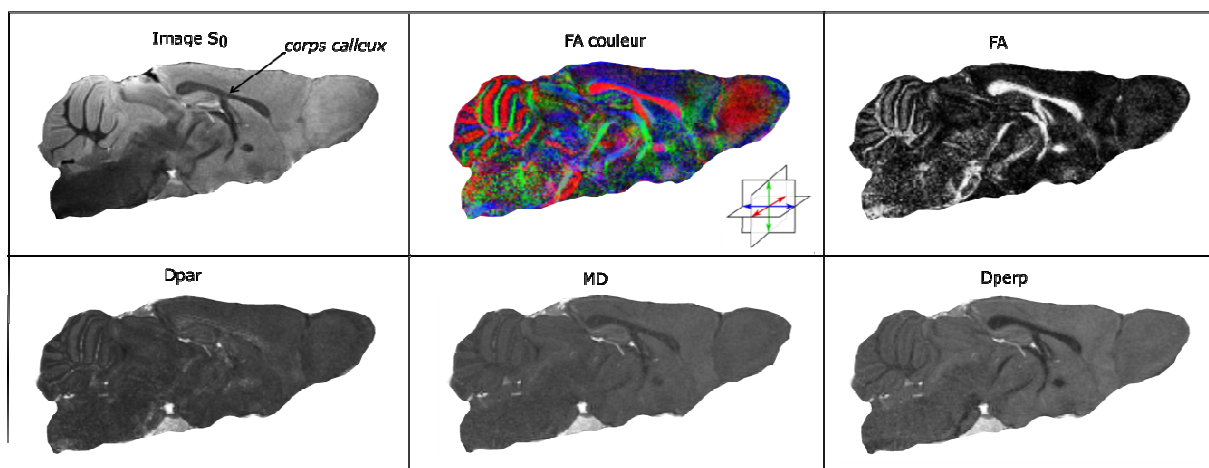 Image S0
corps calleux
FA couleur
FA
Dpar
MD
Dperp